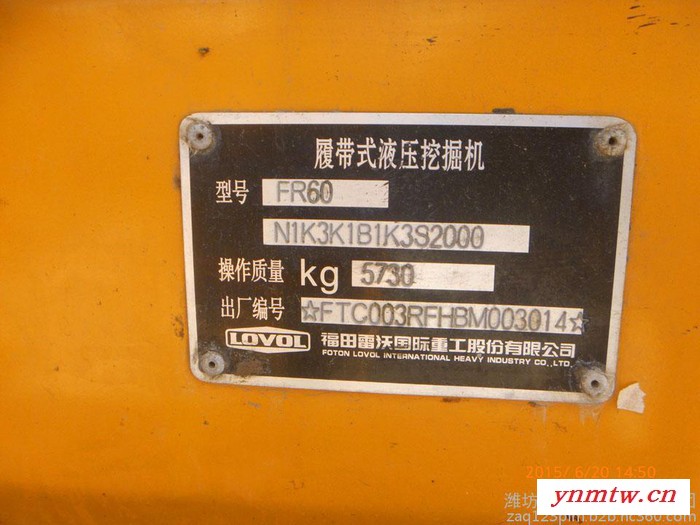 履带式液压挖掘机
型号 FR60
N1K3K1B1K3S2000
操作质量 kg 5730
出厂编号 ☆FTC003RFHBM003014☆
LOVOL 福田雷沃国际重工股份有限公司
FOTON LOVOL INTERNATIONAL HEAVY INDUSTRY CO.,LTD.
2015/6/20 14:50
潍坊
ynmtw.cn